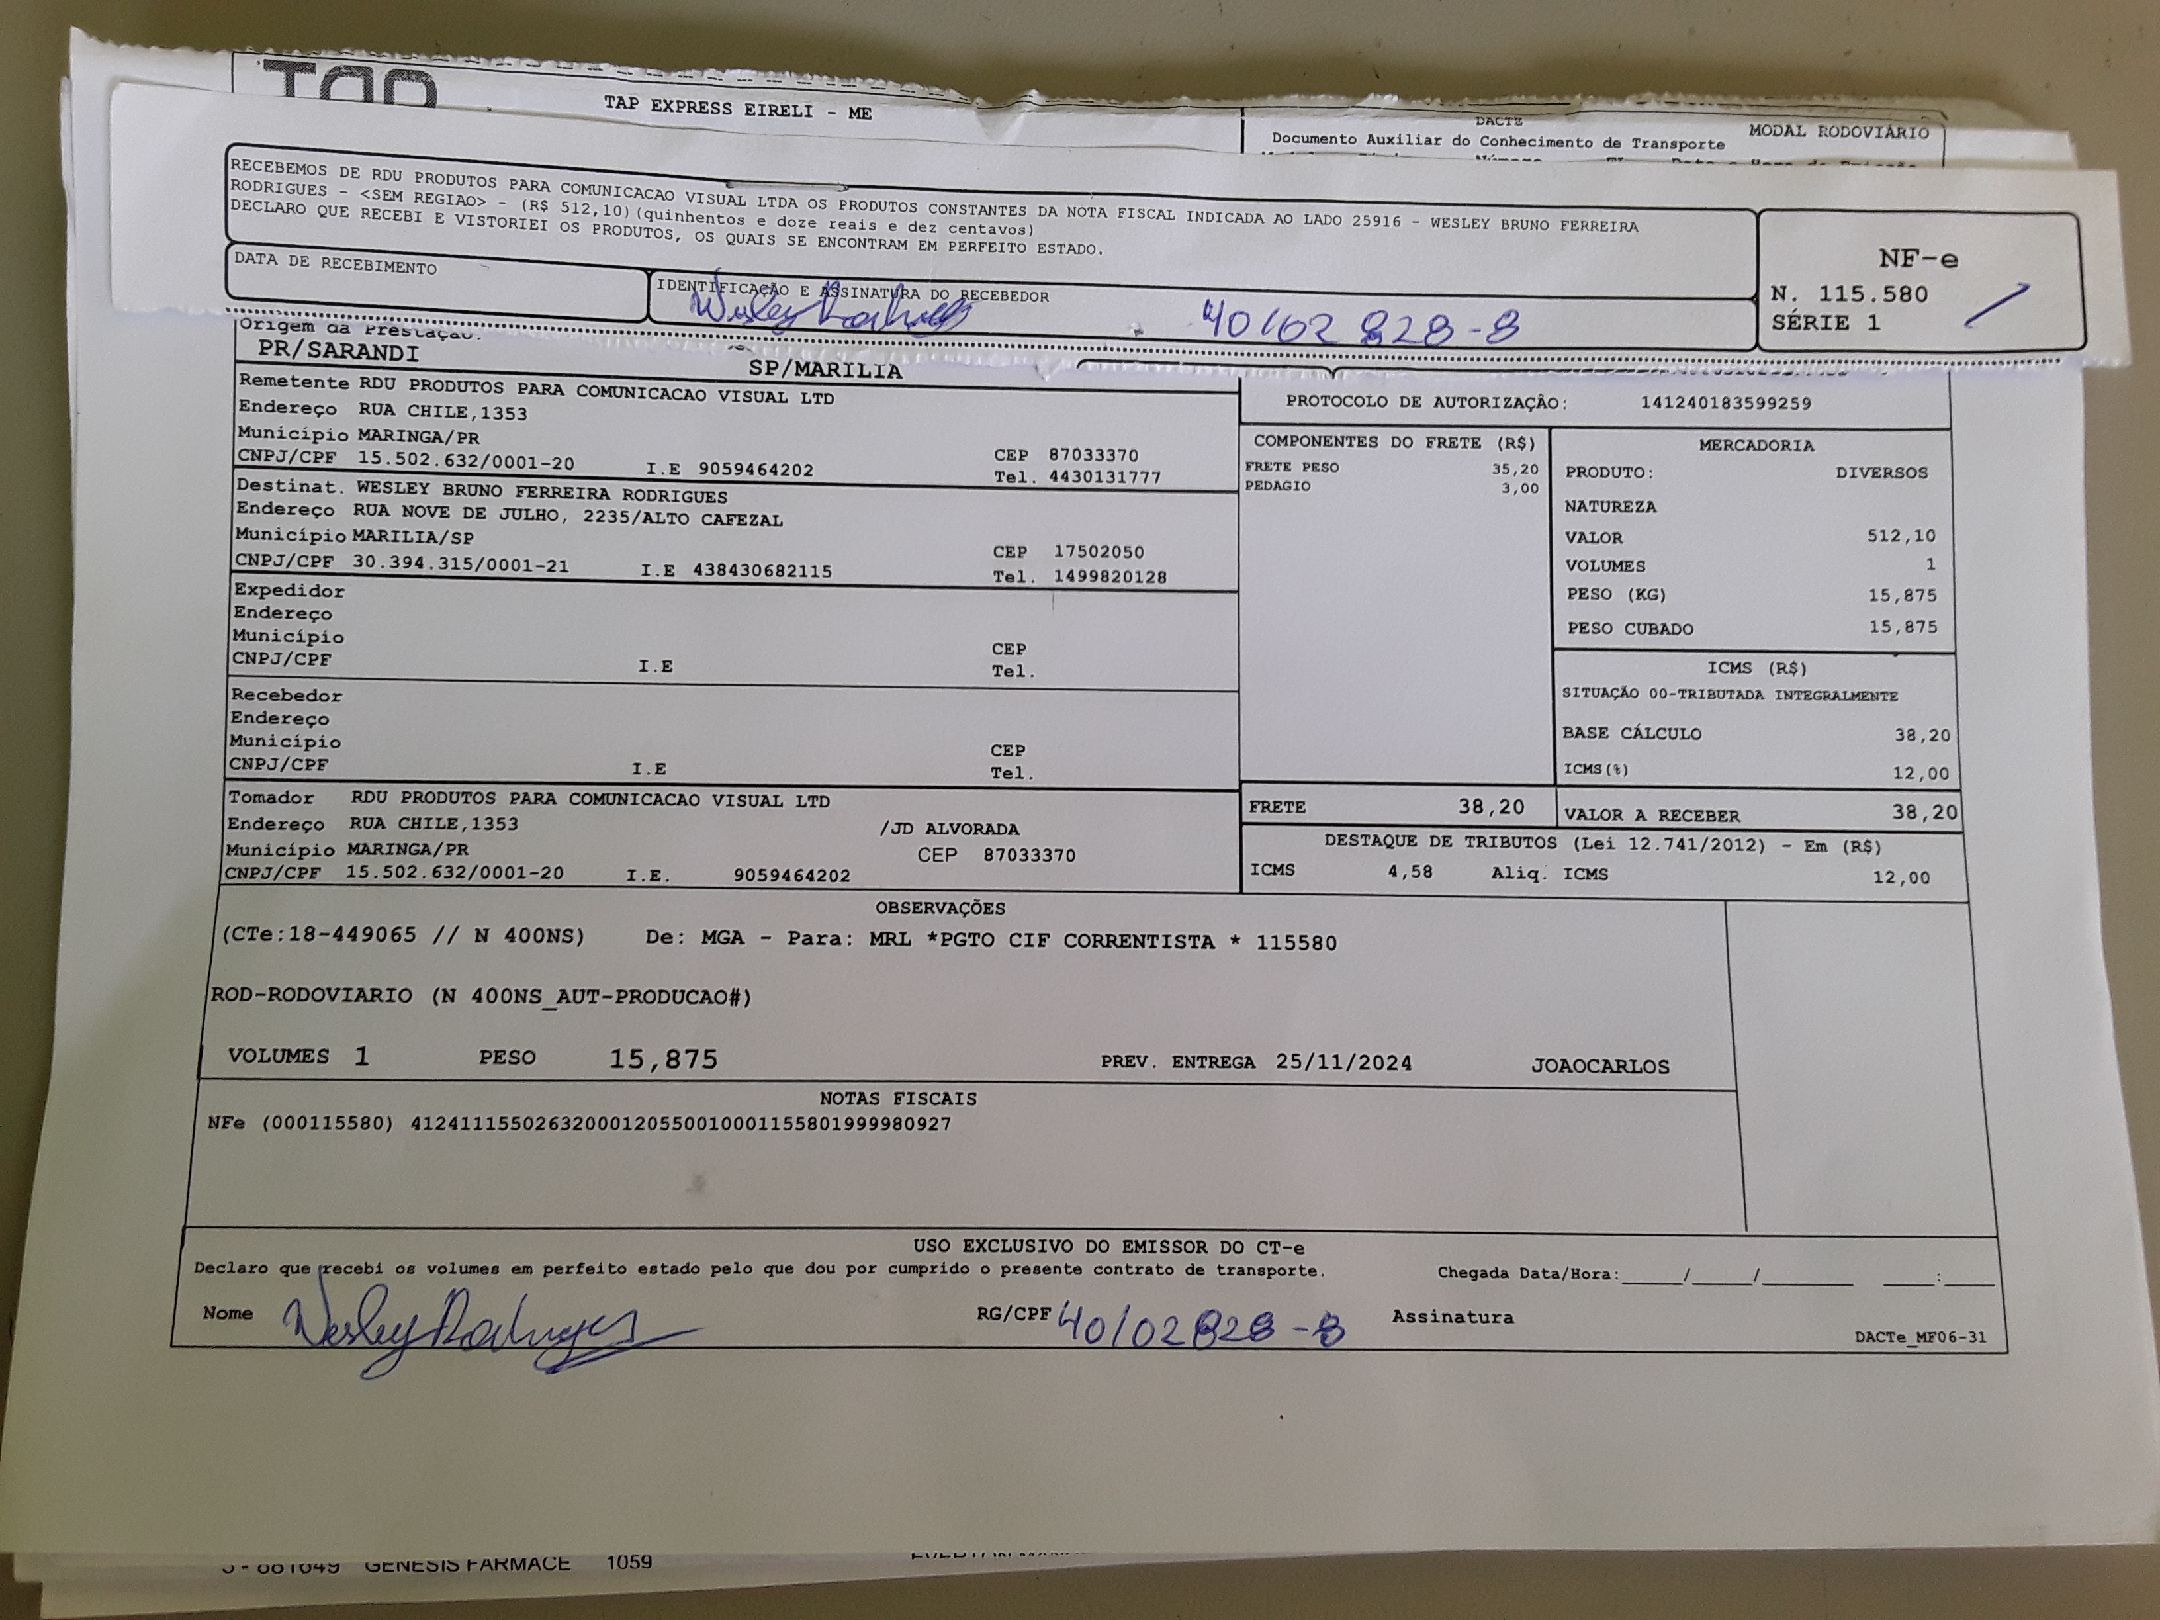 TAP
TAP EXPRESS EIRELI - ME
DACTE
Documento Auxiliar do Conhecimento de Transporte
MODAL RODOVIÁRIO
RECEBEMOS DE RDU PRODUTOS PARA COMUNICACAO VISUAL LTDA OS PRODUTOS CONSTANTES DA NOTA FISCAL INDICADA AO LADO 25916 - WESLEY BRUNO FERREIRA
RODRIGUES - <SEM REGIAO> - (R$ 512,10)(quinhentos e doze reais e dez centavos)
DECLARO QUE RECEBI E VISTORIEI OS PRODUTOS, OS QUAIS SE ENCONTRAM EM PERFEITO ESTADO.
DATA DE RECEBIMENTO
IDENTIFICAÇÃO E ASSINATURA DO RECEBEDOR
Wesley Rodrigues 40102828-8
NF-e
N. 115.580
SÉRIE 1
Origem da Prestação:
PR/SARANDI
SP/MARILIA
Remetente RDU PRODUTOS PARA COMUNICACAO VISUAL LTD
Endereço RUA CHILE,1353
Município MARINGA/PR CEP 87033370
CNPJ/CPF 15.502.632/0001-20 I.E 9059464202 Tel. 4430131777
Destinat. WESLEY BRUNO FERREIRA RODRIGUES
Endereço RUA NOVE DE JULHO, 2235/ALTO CAFEZAL
Município MARILIA/SP CEP 17502050
CNPJ/CPF 30.394.315/0001-21 I.E 438430682115 Tel. 1499820128
Expedidor
Endereço
Município CEP
CNPJ/CPF I.E Tel.
Recebedor
Endereço
Município CEP
CNPJ/CPF I.E Tel.
Tomador RDU PRODUTOS PARA COMUNICACAO VISUAL LTD
Endereço RUA CHILE,1353 /JD ALVORADA
Município MARINGA/PR CEP 87033370
CNPJ/CPF 15.502.632/0001-20 I.E. 9059464202
PROTOCOLO DE AUTORIZAÇÃO: 141240183599259
COMPONENTES DO FRETE (R$)
FRETE PESO 35,20
PEDAGIO 3,00
MERCADORIA
PRODUTO: DIVERSOS
NATUREZA
VALOR 512,10
VOLUMES 1
PESO (KG) 15,875
PESO CUBADO 15,875
ICMS (R$)
SITUAÇÃO 00-TRIBUTADA INTEGRALMENTE
BASE CÁLCULO 38,20
ICMS(%) 12,00
FRETE 38,20
VALOR A RECEBER 38,20
DESTAQUE DE TRIBUTOS (Lei 12.741/2012) - Em (R$)
ICMS 4,58 Aliq. ICMS 12,00
OBSERVAÇÕES
(CTe:18-449065 // N 400NS) De: MGA - Para: MRL *PGTO CIF CORRENTISTA * 115580
ROD-RODOVIARIO (N 400NS_AUT-PRODUCAO#)
VOLUMES 1 PESO 15,875 PREV. ENTREGA 25/11/2024 JOAOCARLOS
NOTAS FISCAIS
NFe (000115580) 41241115502632000120550010001155801999980927
USO EXCLUSIVO DO EMISSOR DO CT-e
Declaro que recebi os volumes em perfeito estado pelo que dou por cumprido o presente contrato de transporte. Chegada Data/Hora:_____/_____/________ ___:____
Nome Wesley Rodrigues RG/CPF 40102828-8 Assinatura
DACTe_MF06-31
GENESIS FARMACE 1059